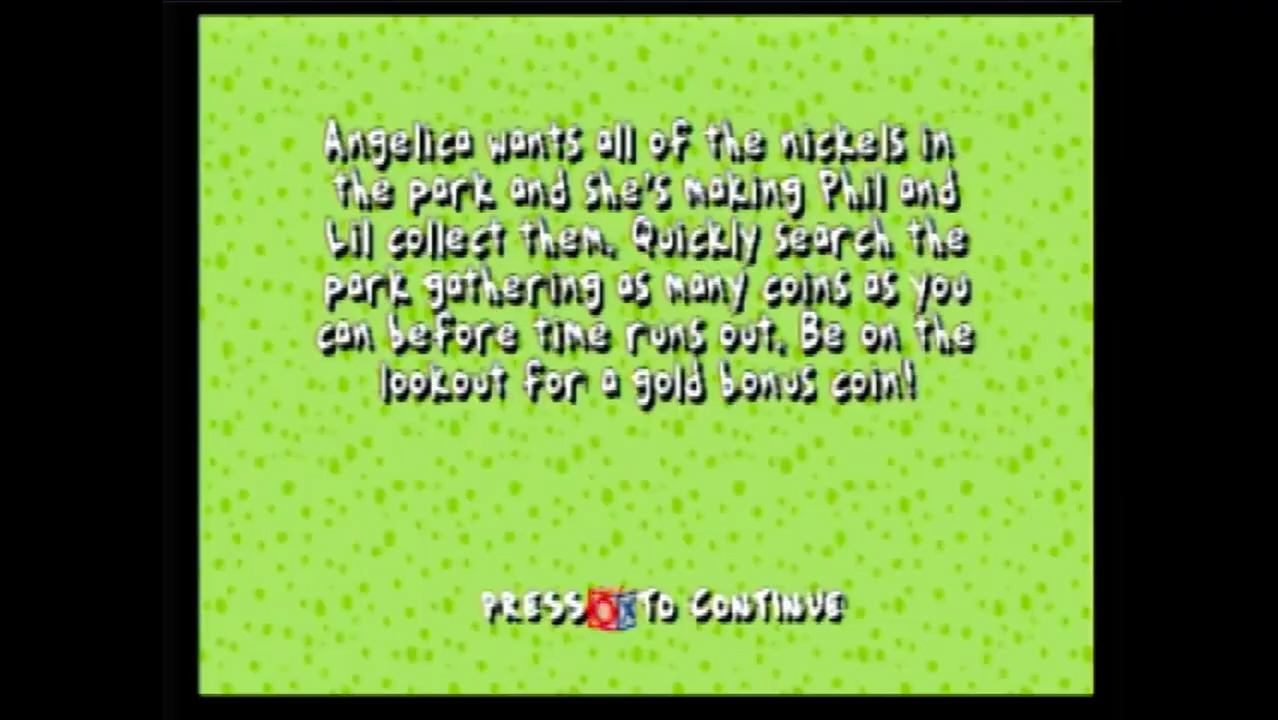 Angelica wants all of the nickels in
the park and she's making Phil and
Lil collect them. Quickly search the
park gathering as many coins as you
can before time runs out. Be on the
lookout for a gold bonus coin!
PRESS OK TO CONTINUE